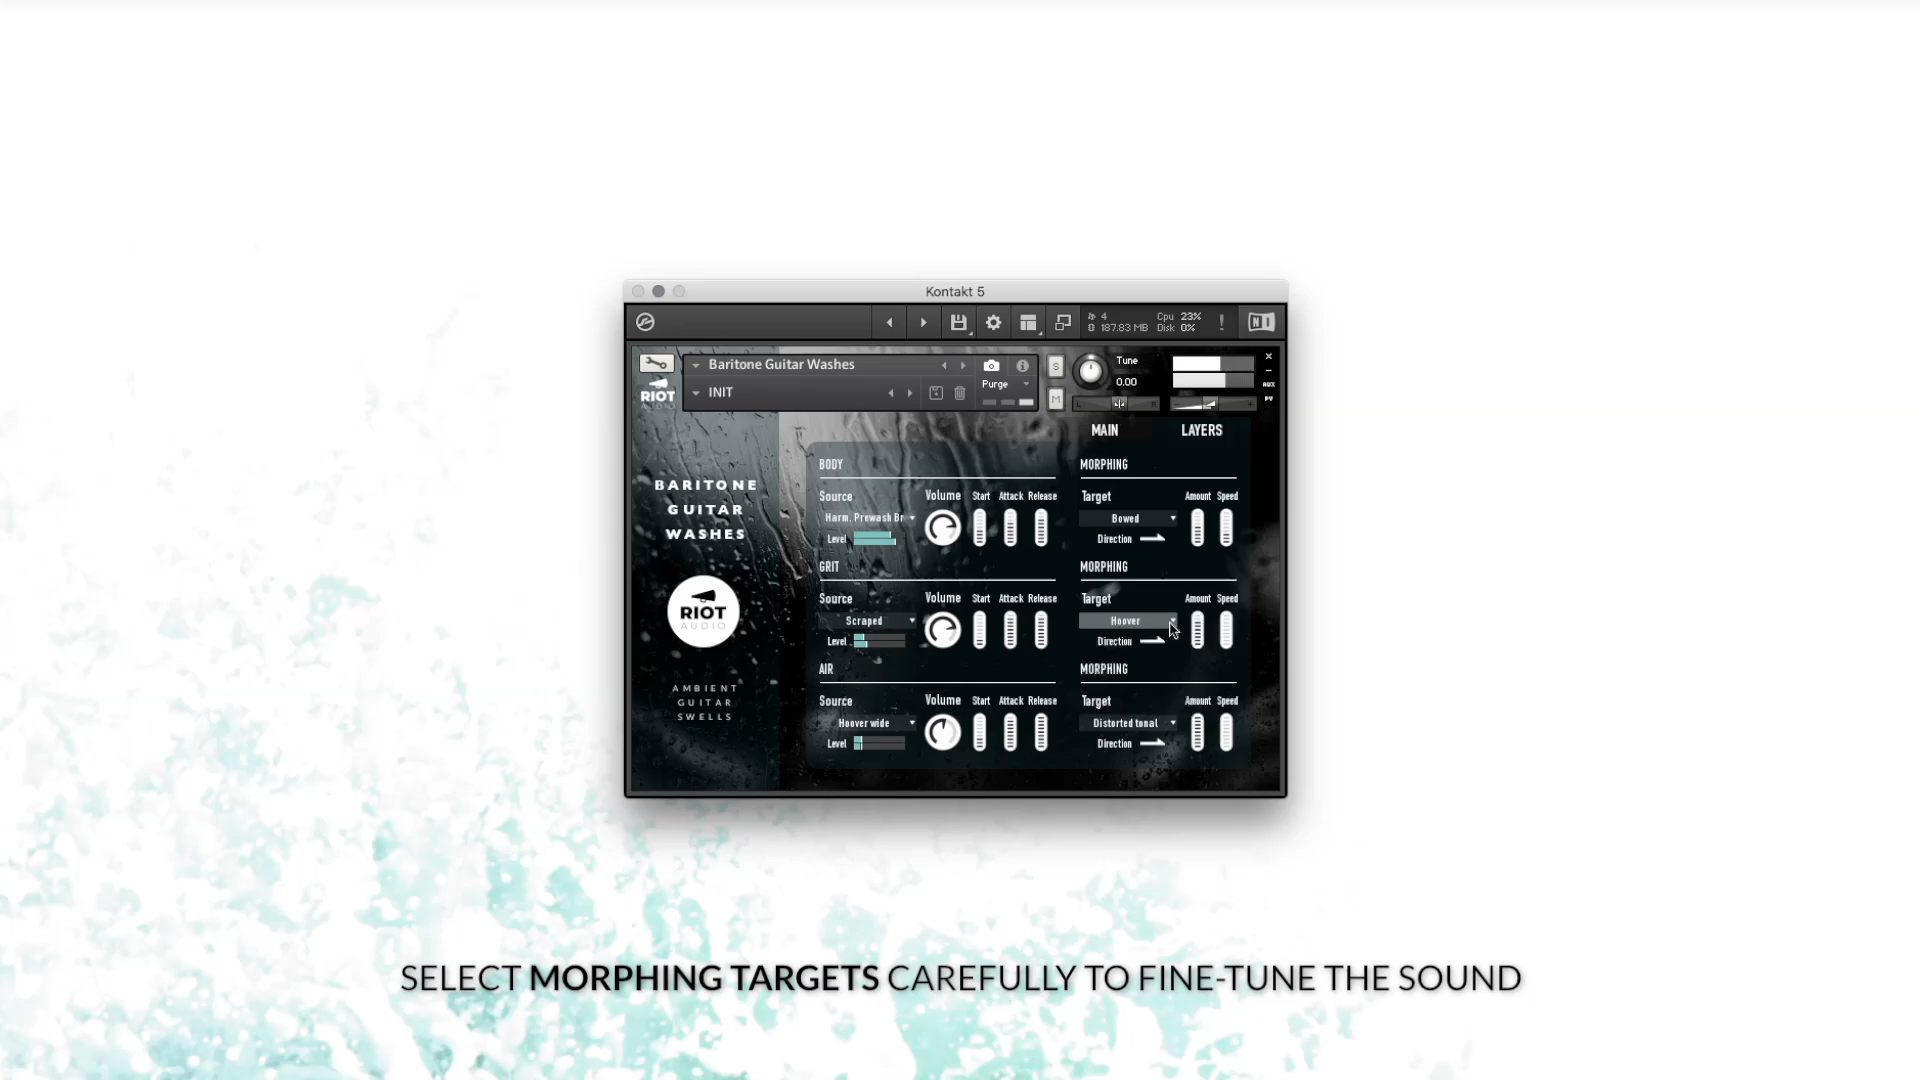 Kontakt 5
4
187.83 MB
Cpu 23%
Disk 0%
!
NI
Baritone Guitar Washes
Purge
INIT
S
M
Tune
0.00
L
R
AUX
PV
RIOT
AUDIO
MAIN
LAYERS
BARITONE
GUITAR
WASHES
RIOT
AUDIO
AMBIENT
GUITAR
SWELLS
BODY
Source
Volume
Start Attack Release
Harm. Prewash Br
Level
MORPHING
Target
Amount Speed
Bowed
Direction
GRIT
Source
Volume
Start Attack Release
Scraped
Level
MORPHING
Target
Amount Speed
Hoover
Direction
AIR
Source
Volume
Start Attack Release
Hoover wide
Level
MORPHING
Target
Amount Speed
Distorted tonal
Direction
SELECT MORPHING TARGETS CAREFULLY TO FINE-TUNE THE SOUND